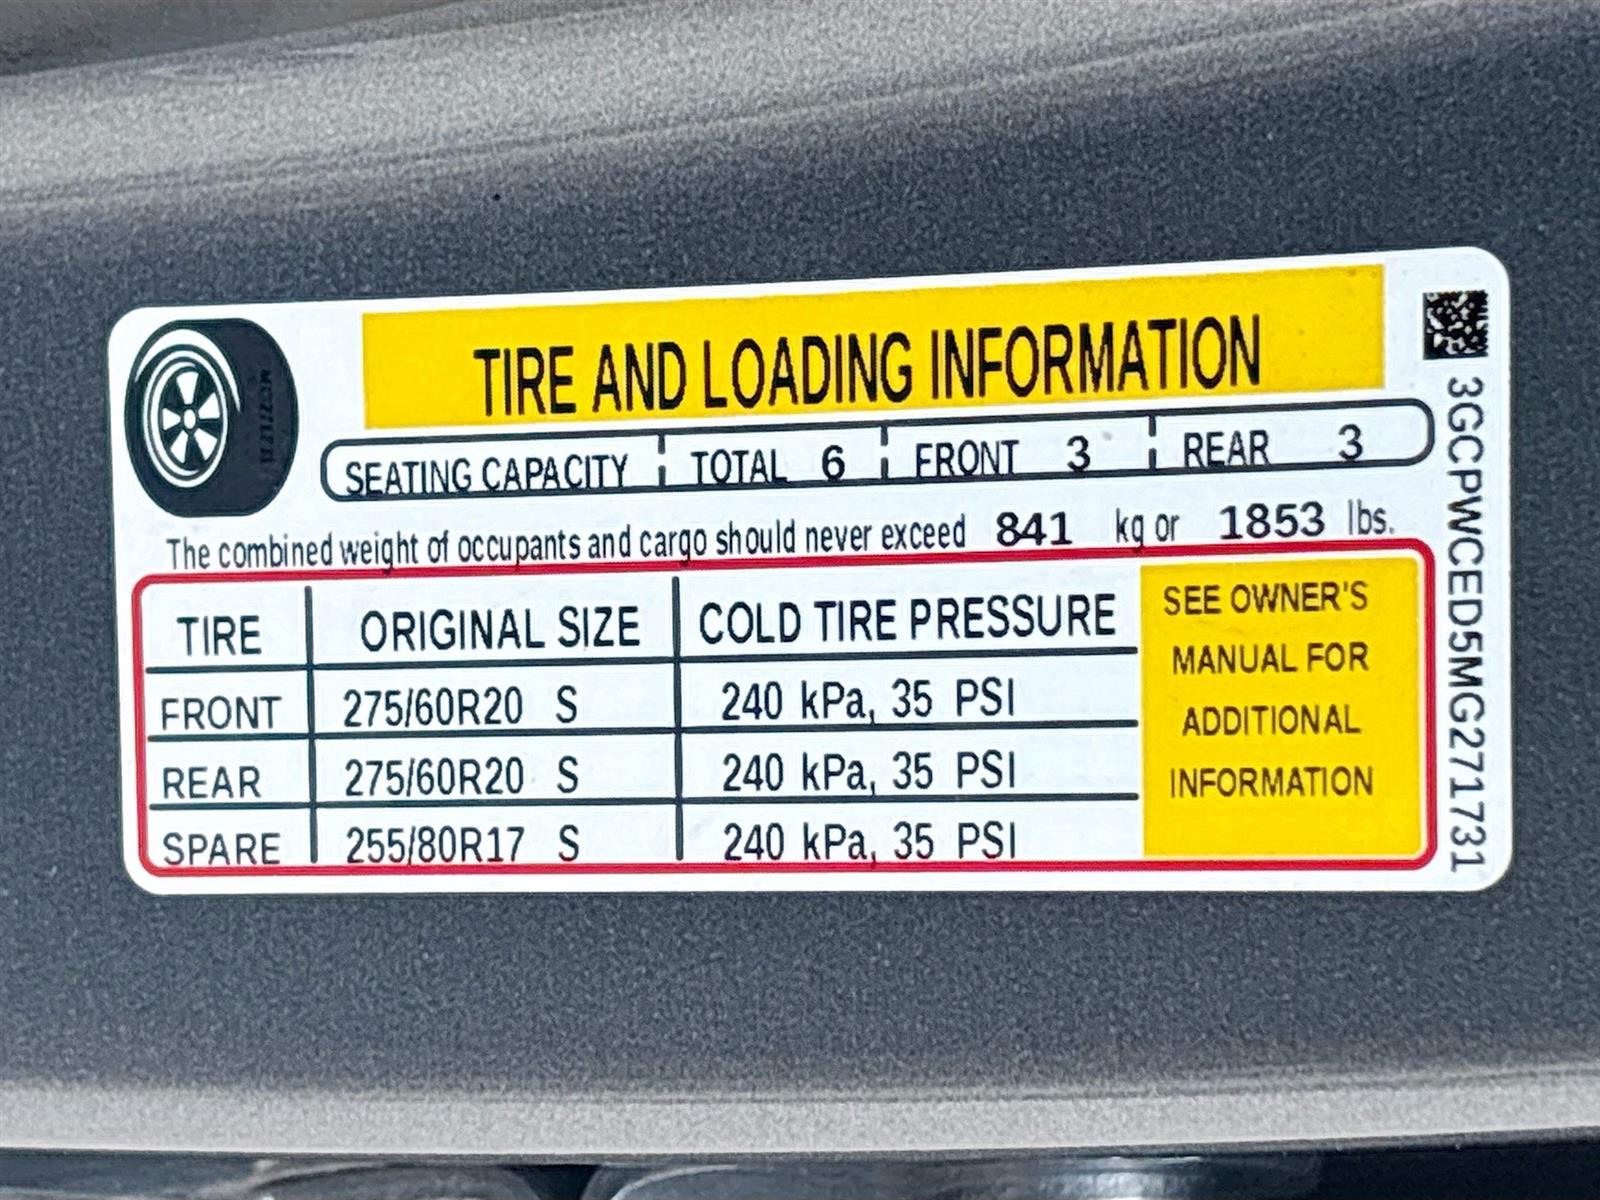 TIRE AND LOADING INFORMATION
SEATING CAPACITY TOTAL 6 FRONT 3 REAR 3
The combined weight of occupants and cargo should never exceed 841 kg or 1853 lbs.
TIRE ORIGINAL SIZE COLD TIRE PRESSURE
FRONT 275/60R20 S 240 kPa, 35 PSI
REAR 275/60R20 S 240 kPa, 35 PSI
SPARE 255/80R17 S 240 kPa, 35 PSI
SEE OWNER'S
MANUAL FOR
ADDITIONAL
INFORMATION
3GCPWCED5MG271731